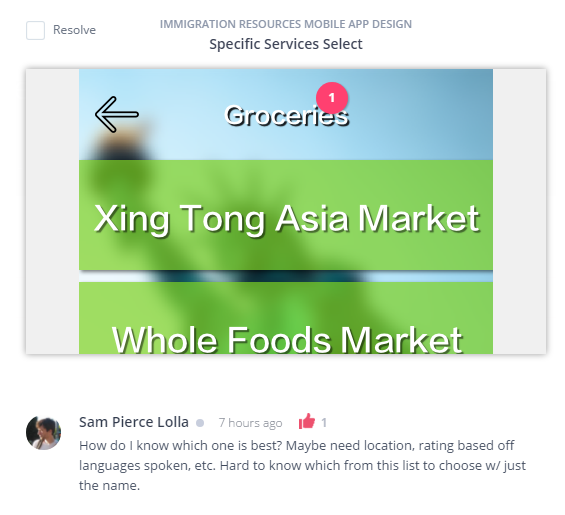 Resolve
IMMIGRATION RESOURCES MOBILE APP DESIGN
Specific Services Select
1
Groceries
Xing Tong Asia Market
Whole Foods Market
Sam Pierce Lolla 7 hours ago 1
How do I know which one is best? Maybe need location, rating based off
languages spoken, etc. Hard to know which from this list to choose w/ just
the name.